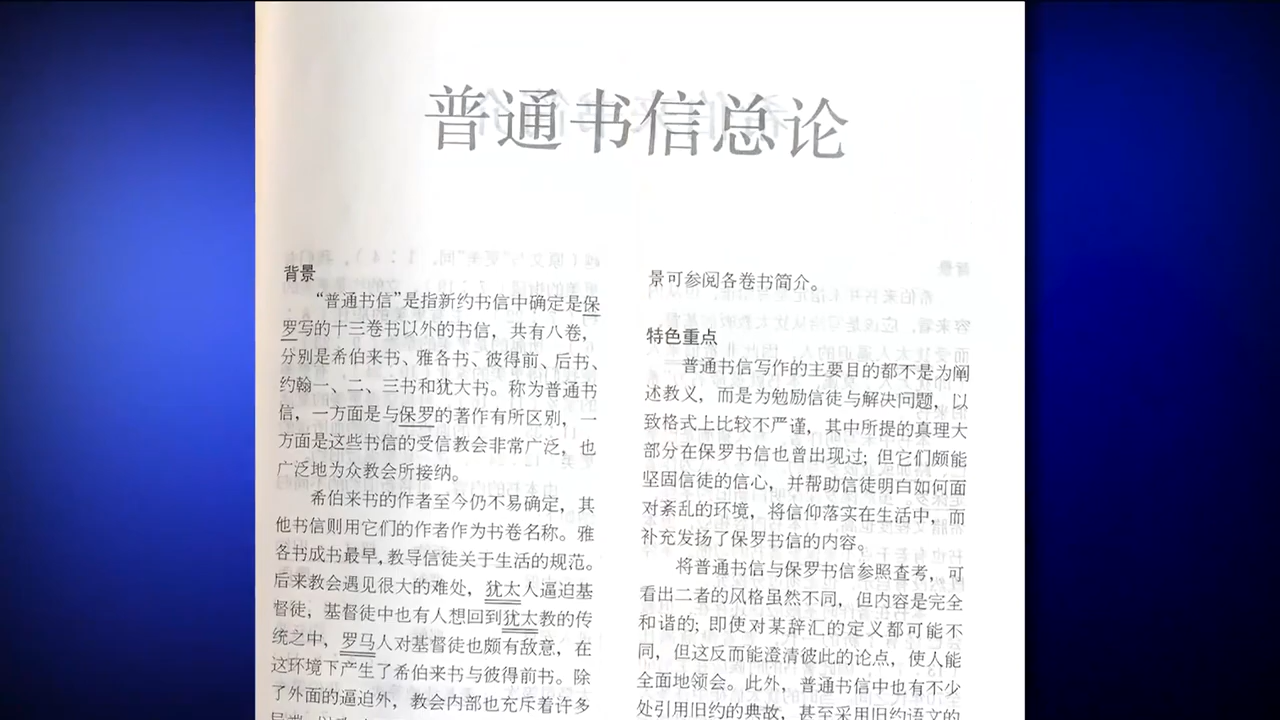 普通书信总论
背景
“普通书信”是指新约书信中确定是保
罗写的十三卷书以外的书信，共有八卷，
分别是希伯来书、雅各书、彼得前、后书、
约翰一、二、三书和犹大书。称为普通书
信，一方面是与保罗的著作有所区别，一
方面是这些书信的受信教会非常广泛，也
广泛地为众教会所接纳。
希伯来书的作者至今仍不易确定，其
他书信则用它们的作者作为书卷名称。雅
各书成书最早，教导信徒关于生活的规范。
后来教会遇见很大的难处，犹太人逼迫基
督徒，基督徒中也有人想回到犹太教的传
统之中，罗马人对基督徒也颇有敌意，在
这环境下产生了希伯来书与彼得前书。除
了外面的逼迫外，教会内部也充斥着许多
景可参阅各卷书简介。
特色重点
普通书信写作的主要目的都不是为阐
述教义，而是为勉励信徒与解决问题，以
致格式上比较不严谨，其中所提的真理大
部分在保罗书信也曾出现过；但它们颇能
坚固信徒的信心，并帮助信徒明白如何面
对紊乱的环境，将信仰落实在生活中，而
补充发扬了保罗书信的内容。
将普通书信与保罗书信参照查考，可
看出二者的风格虽然不同，但内容是完全
和谐的；即使对某辞汇的定义都可能不
同，但这反而能澄清彼此的论点，使人能
全面地领会。此外，普通书信中也有不少
处引用旧约的典故，甚至采用旧约语文的